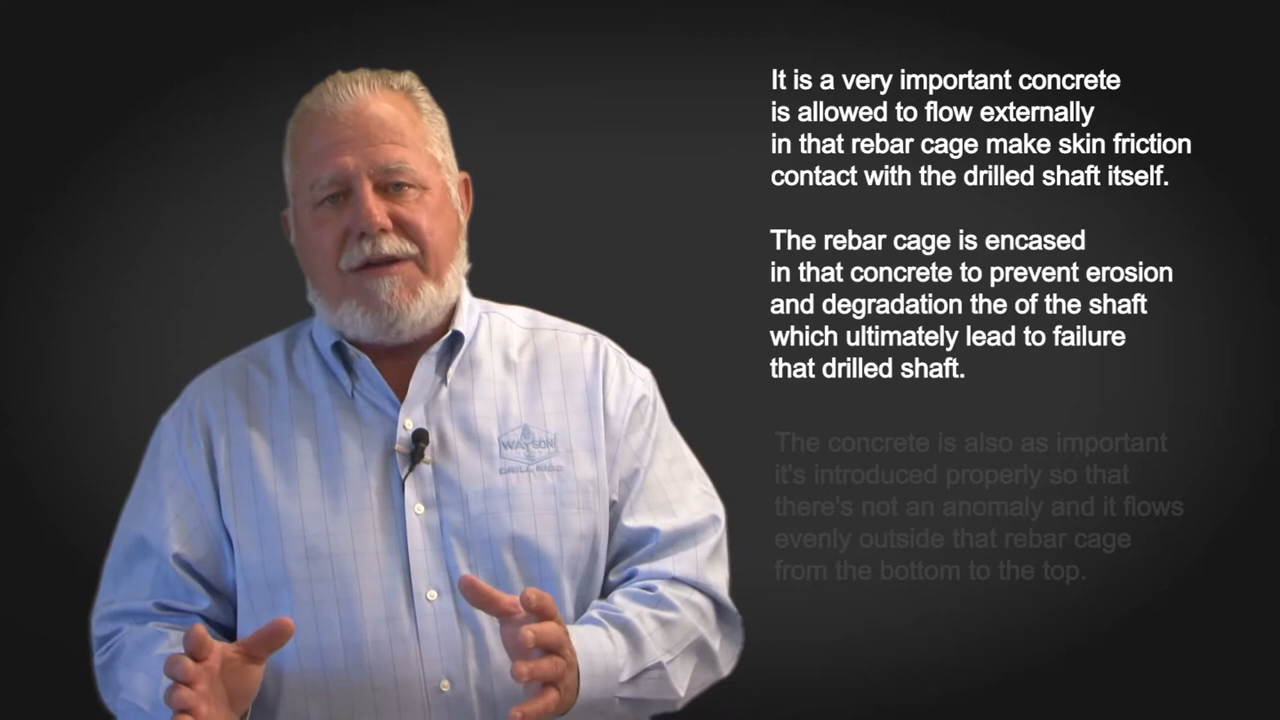 It is a very important concrete
is allowed to flow externally
in that rebar cage make skin friction
contact with the drilled shaft itself.
The rebar cage is encased
in that concrete to prevent erosion
and degradation the of the shaft
which ultimately lead to failure
that drilled shaft.
The concrete is also as important
it's introduced properly so that
there's not an anomaly and it flows
evenly outside that rebar cage
from the bottom to the top.
WATSON
DRILL RIGS